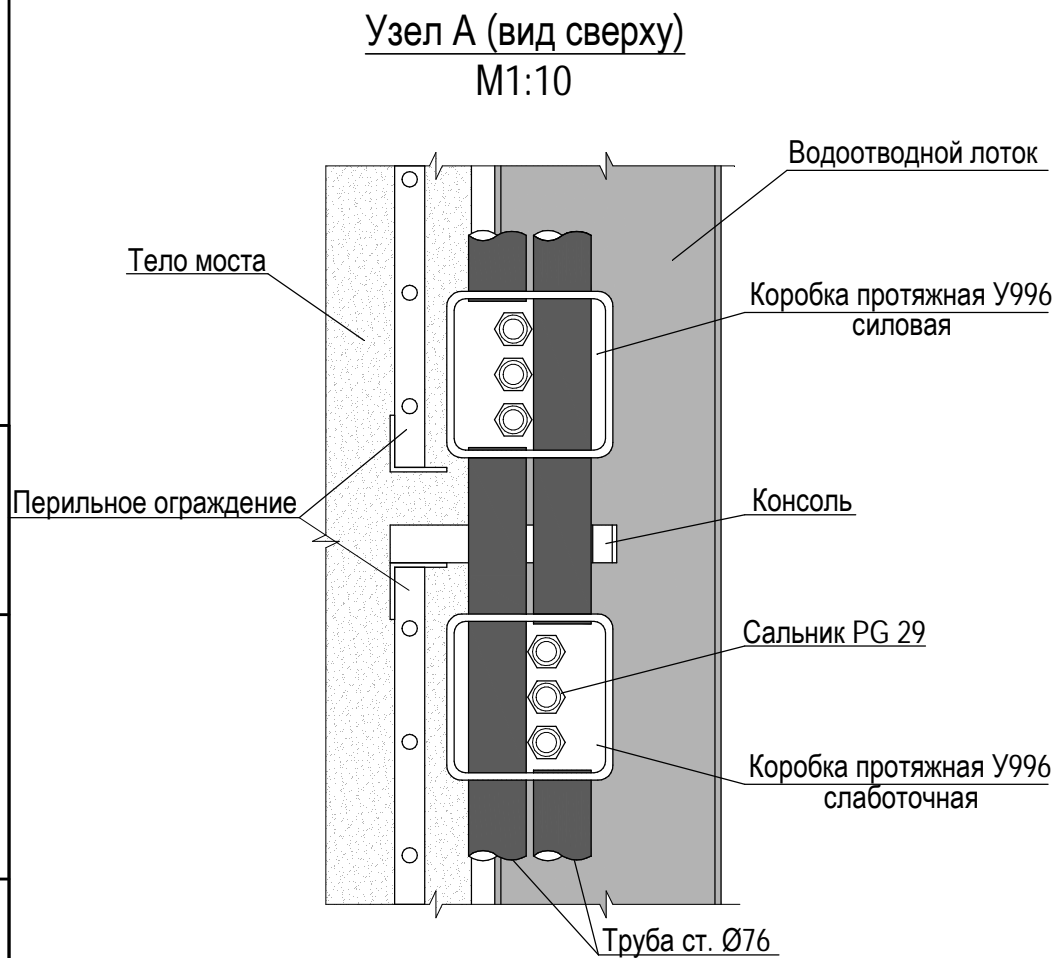 Узел А (вид сверху)
М1:10
Водоотводной лоток
Тело моста
Коробка протяжная У996
силовая
Перильное ограждение
Консоль
Сальник PG 29
Коробка протяжная У996
слаботочная
Труба ст. Ø76